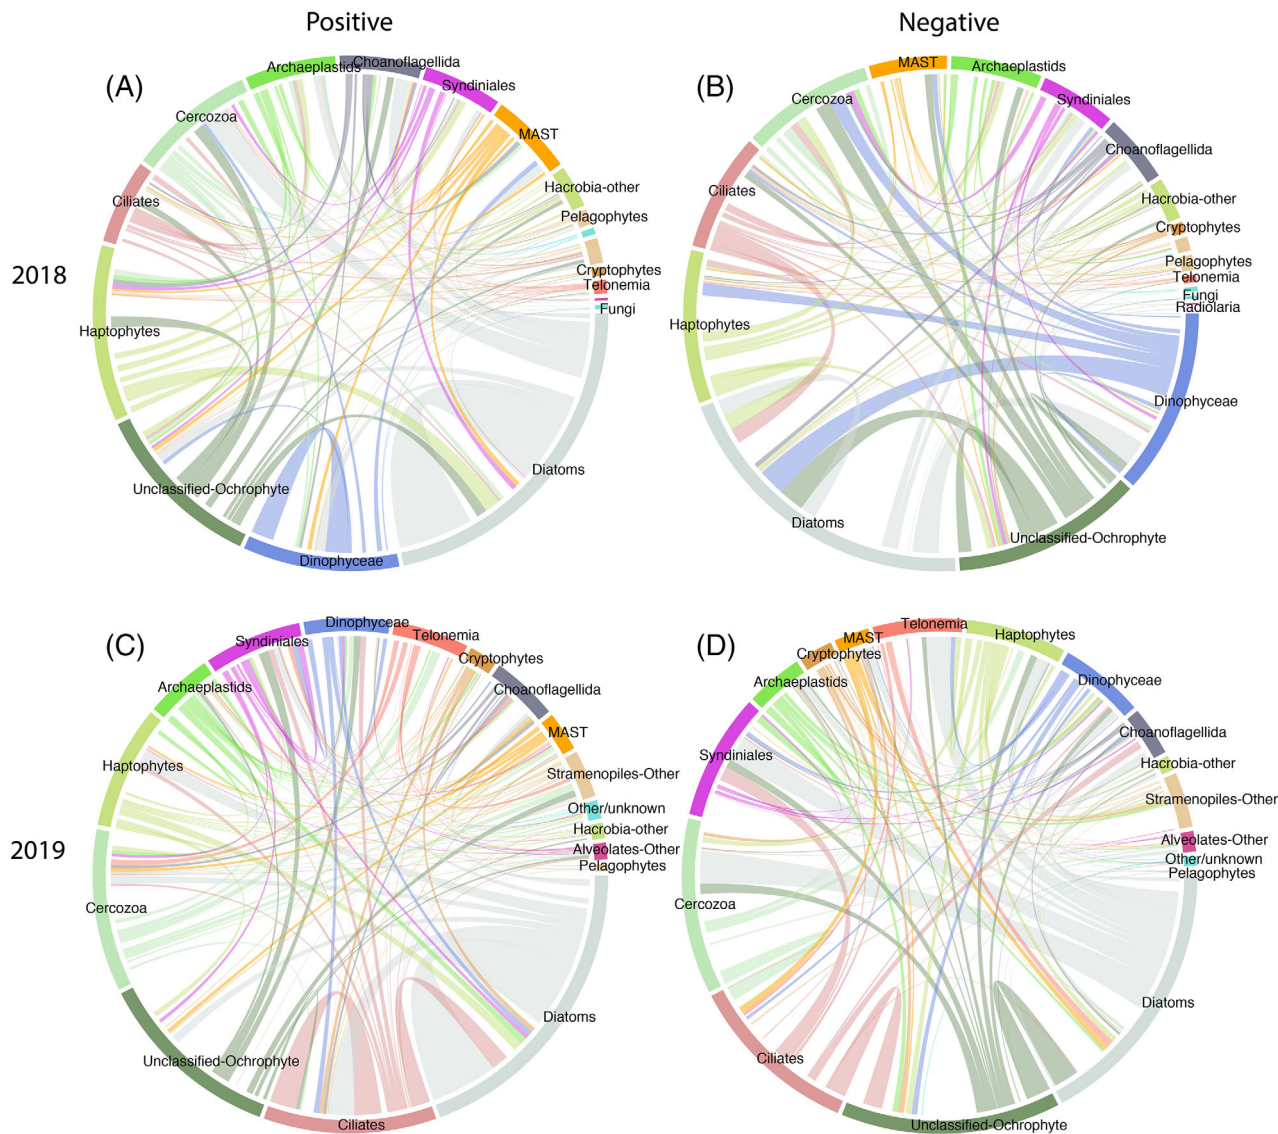 Positive
Negative
2018
2019
(A)
Archaeplastids
Choanoflagellida
Syndiniales
MAST
Hacrobia-other
Pelagophytes
Cryptophytes
Telonemia
Fungi
Diatoms
Dinophyceae
Unclassified-Ochrophyte
Haptophytes
Ciliates
Cercozoa
(B)
MAST
Archaeplastids
Syndiniales
Choanoflagellida
Hacrobia-other
Cryptophytes
Pelagophytes
Telonemia
Fungi
Radiolaria
Dinophyceae
Unclassified-Ochrophyte
Diatoms
Haptophytes
Ciliates
Cercozoa
(C)
Dinophyceae
Telonemia
Cryptophytes
Choanoflagellida
MAST
Stramenopiles-Other
Other/unknown
Hacrobia-other
Alveolates-Other
Pelagophytes
Diatoms
Ciliates
Unclassified-Ochrophyte
Cercozoa
Haptophytes
Archaeplastids
Syndiniales
(D)
Telonemia
Haptophytes
Dinophyceae
Choanoflagellida
Hacrobia-other
Stramenopiles-Other
Alveolates-Other
Other/unknown
Pelagophytes
Diatoms
Unclassified-Ochrophyte
Ciliates
Cercozoa
Syndiniales
Archaeplastids
Cryptophytes
MAST